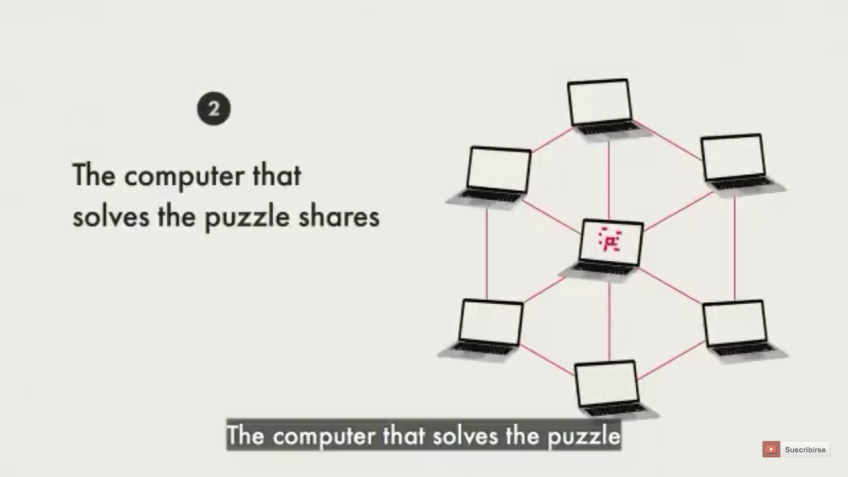 2
The computer that
solves the puzzle shares
The computer that solves the puzzle
Suscribirse